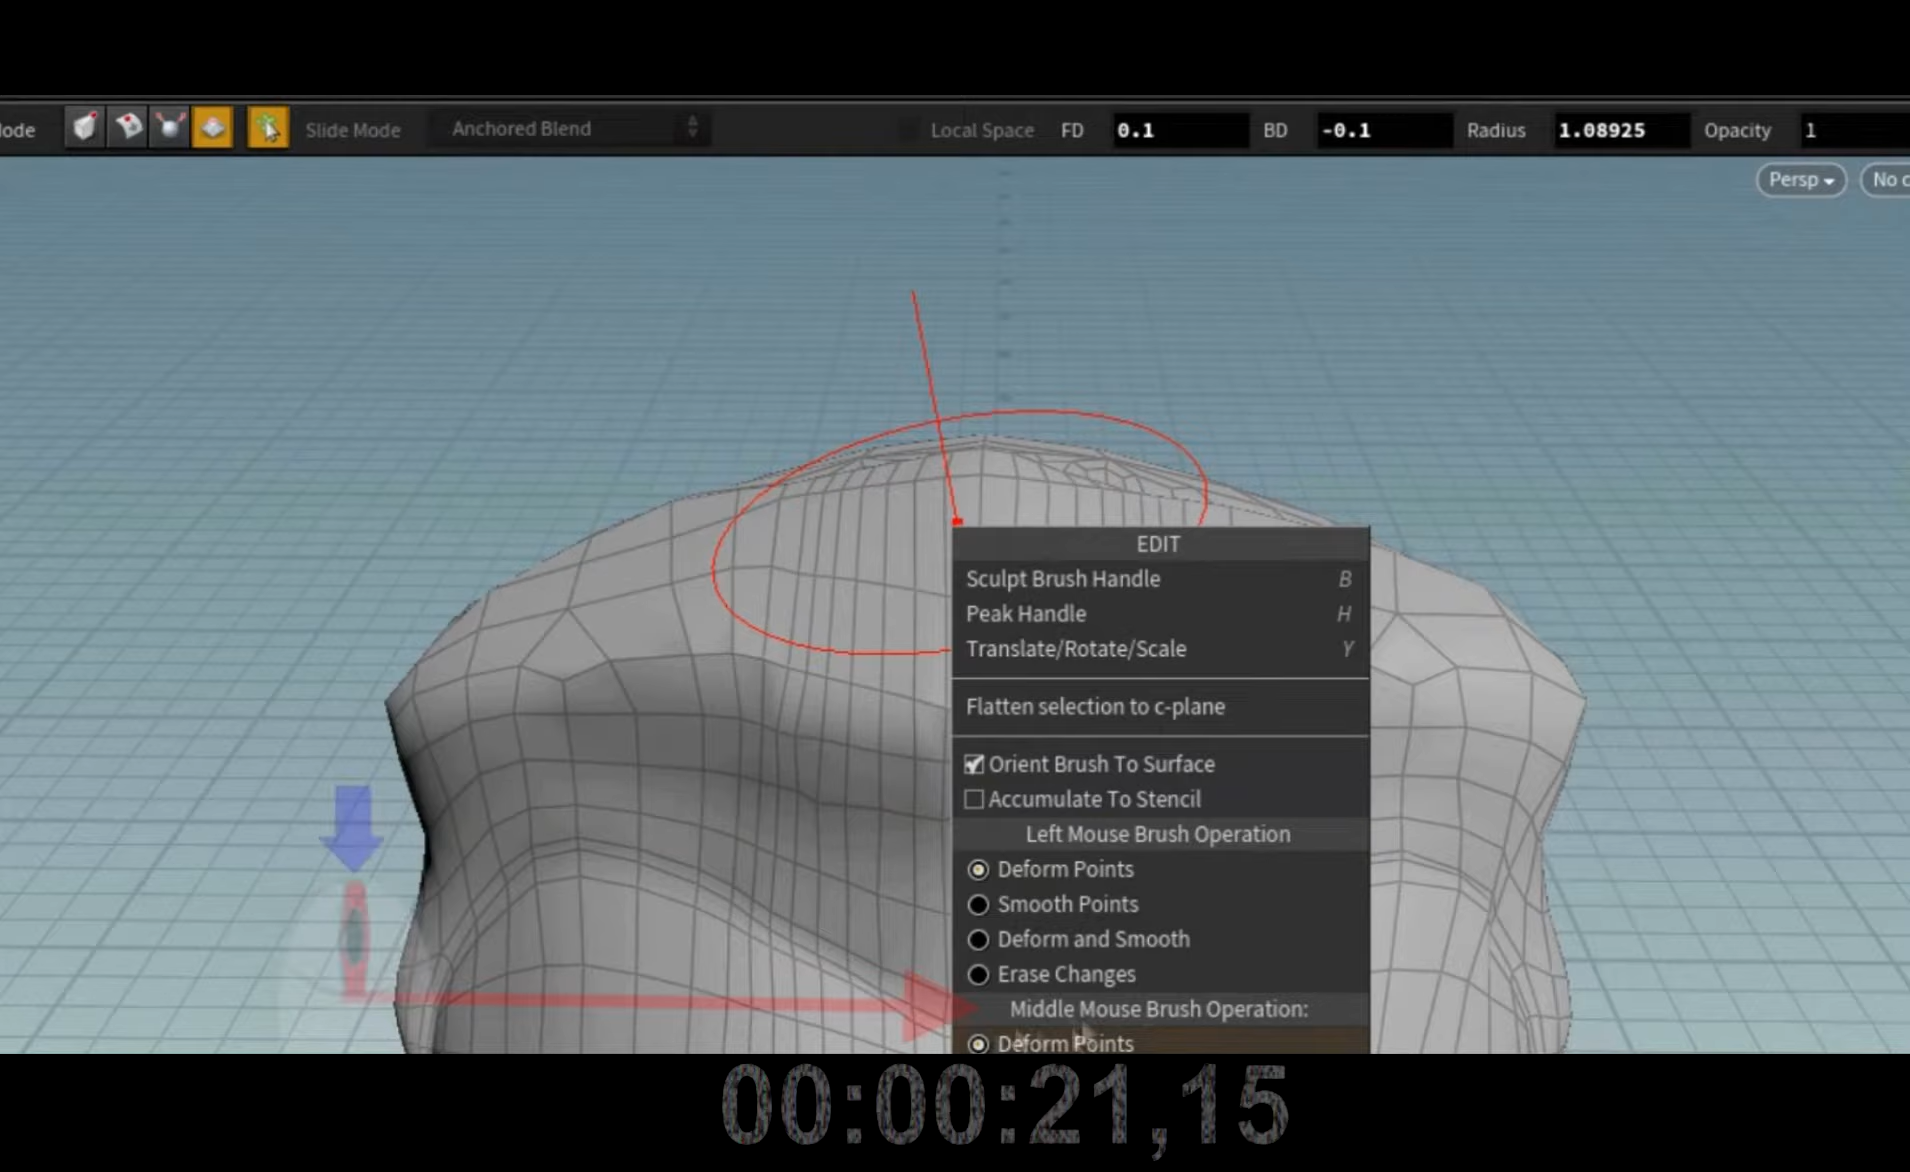 ode Slide Mode Anchored Blend Local Space FD 0.1 BD -0.1 Radius 1.08925 Opacity 1
Persp No c
EDIT
Sculpt Brush Handle B
Peak Handle H
Translate/Rotate/Scale Y
Flatten selection to c-plane
Orient Brush To Surface
Accumulate To Stencil
Left Mouse Brush Operation
Deform Points
Smooth Points
Deform and Smooth
Erase Changes
Middle Mouse Brush Operation:
Deform Points
00:00:21,15